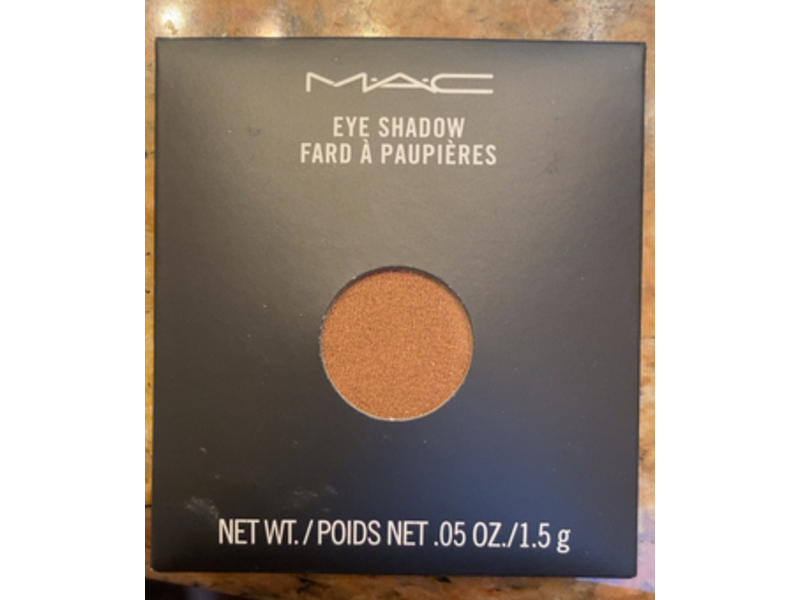 M·A·C
EYE SHADOW
FARD À PAUPIÈRES
NET WT. / POIDS NET .05 OZ./1.5 g